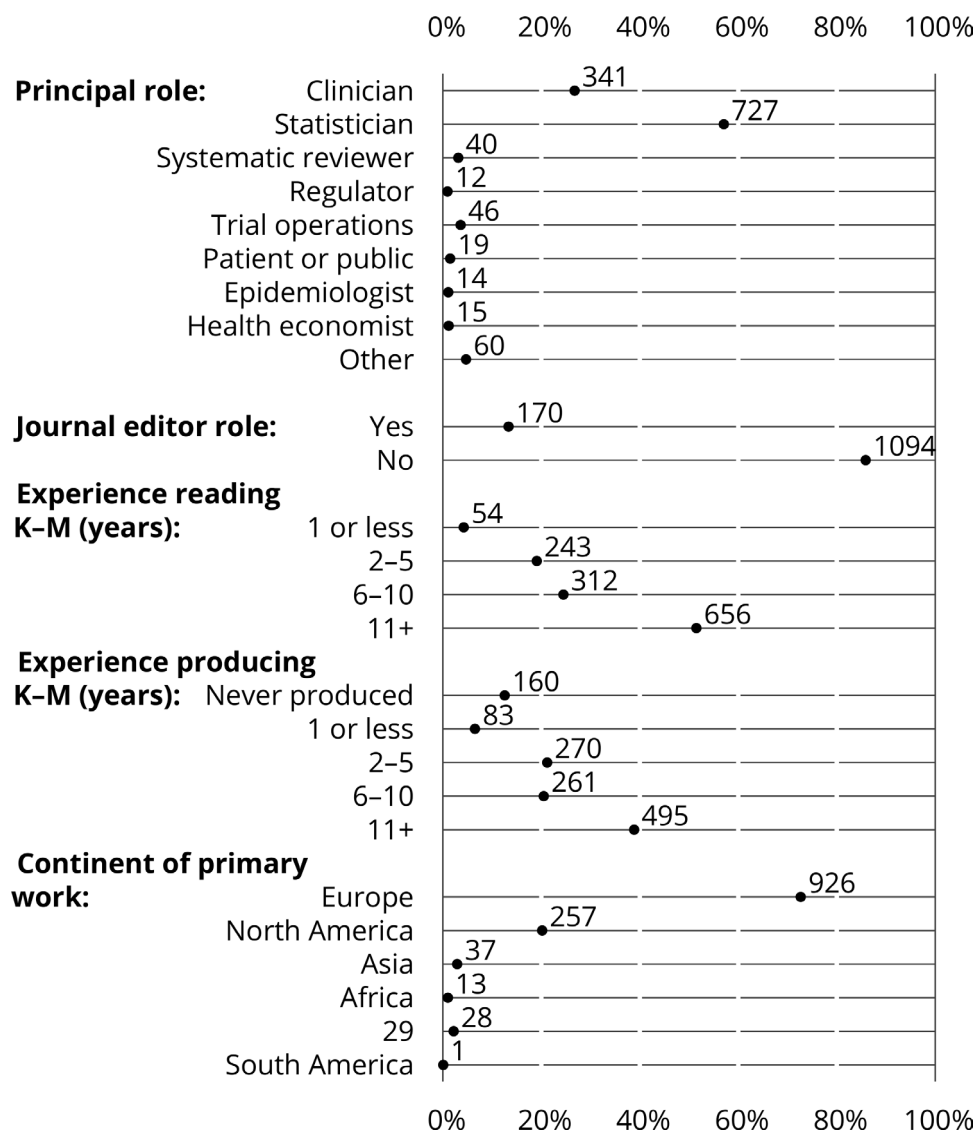 0% 20% 40% 60% 80% 100%
Principal role: Clinician 341
Statistician 727
Systematic reviewer 40
Regulator 12
Trial operations 46
Patient or public 19
Epidemiologist 14
Health economist 15
Other 60
Journal editor role: Yes 170
No 1094
Experience reading
K–M (years): 1 or less 54
2–5 243
6–10 312
11+ 656
Experience producing
K–M (years): Never produced 160
1 or less 83
2–5 270
6–10 261
11+ 495
Continent of primary
work: Europe 926
North America 257
Asia 37
Africa 13
29 28
South America 1
0% 20% 40% 60% 80% 100%